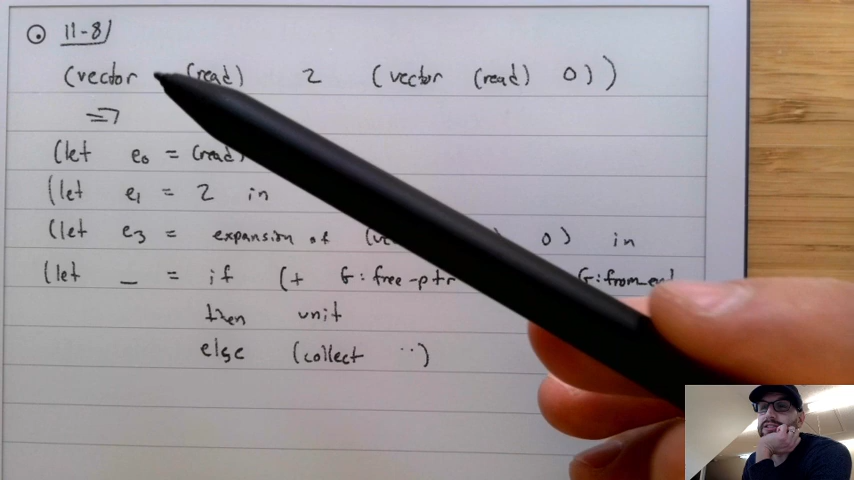 11-8)
(vector (read) 2 (vector (read) 0))
=>
(let e0 = (read)
(let e1 = 2 in
(let e3 = expansion of 0) in
(let _ = if (+ G:free-ptr G:from_end
then unit
else (collect ..)